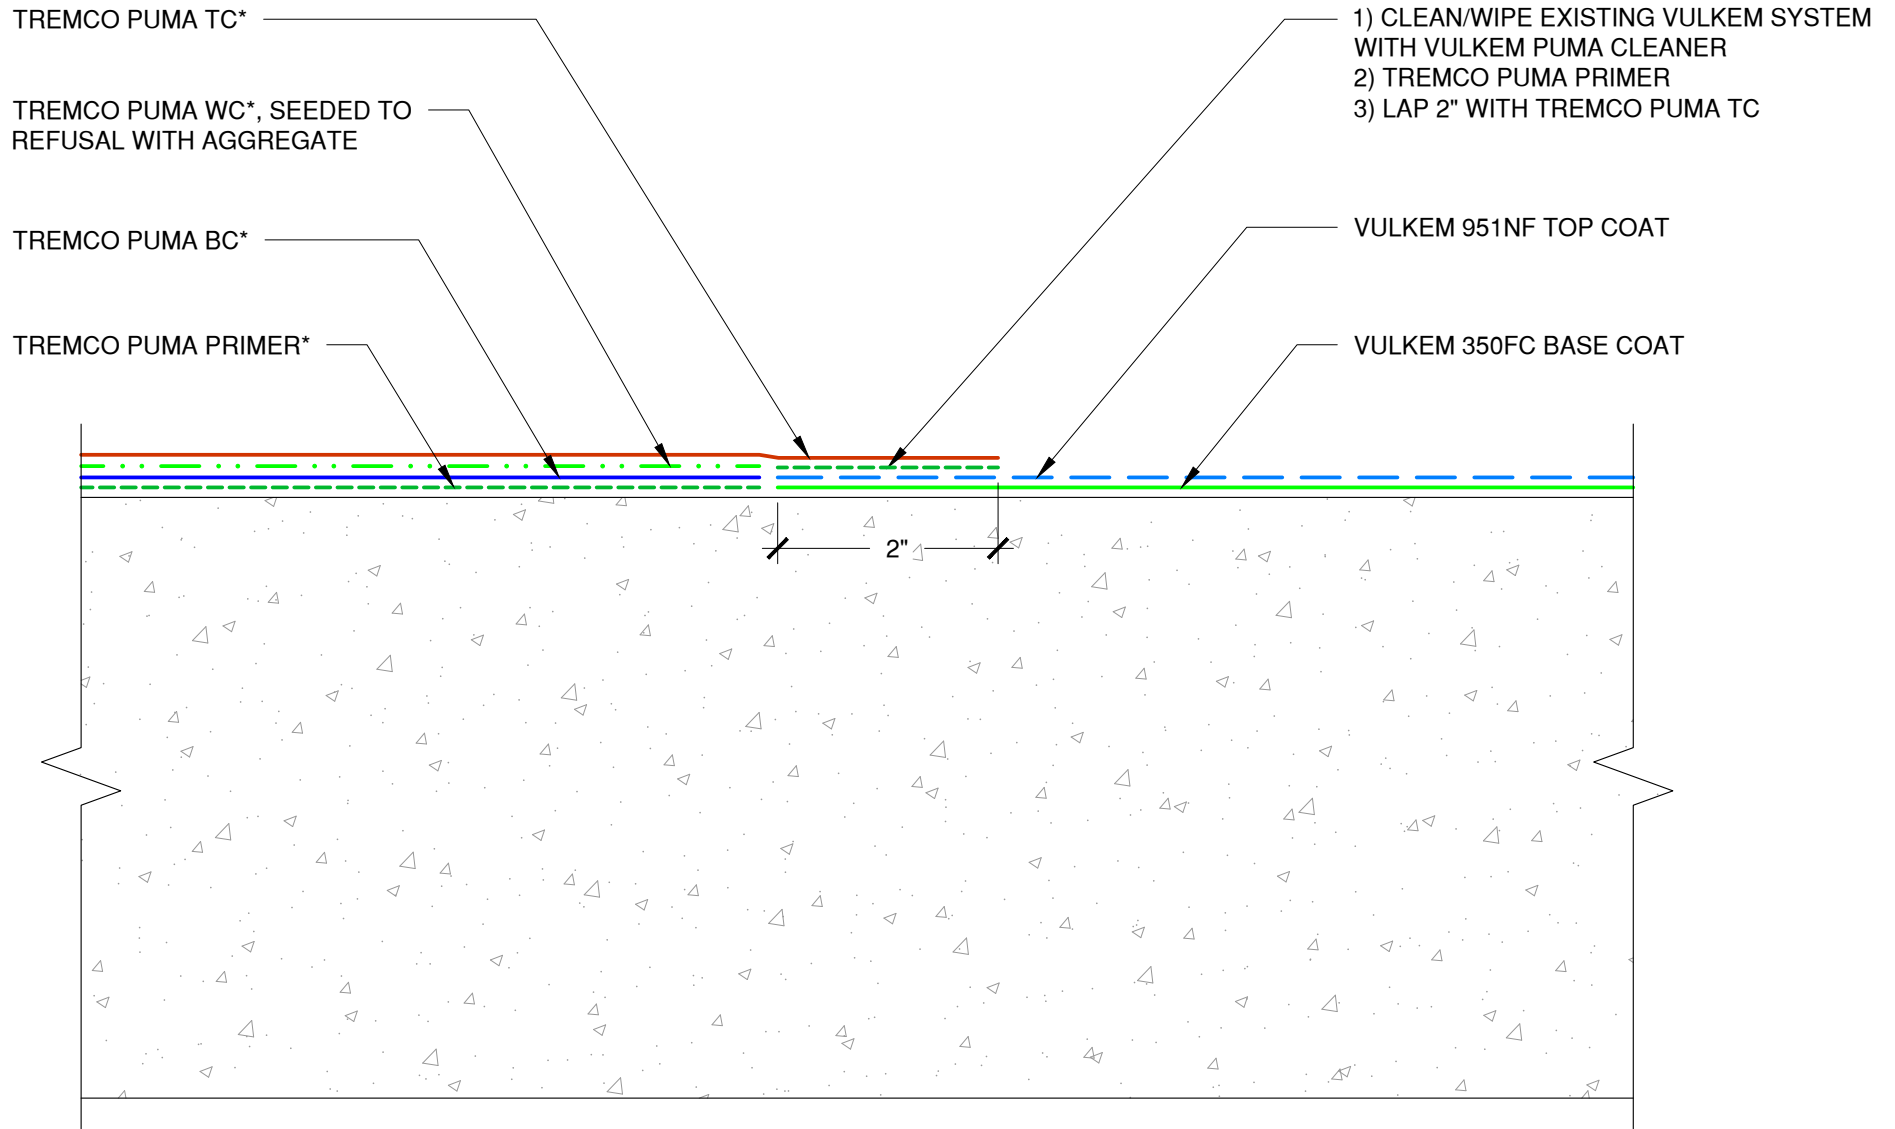 TREMCO PUMA TC*
TREMCO PUMA WC*, SEEDED TO
REFUSAL WITH AGGREGATE
TREMCO PUMA BC*
TREMCO PUMA PRIMER*
1) CLEAN/WIPE EXISTING VULKEM SYSTEM
WITH VULKEM PUMA CLEANER
2) TREMCO PUMA PRIMER
3) LAP 2" WITH TREMCO PUMA TC
VULKEM 951NF TOP COAT
VULKEM 350FC BASE COAT
2"